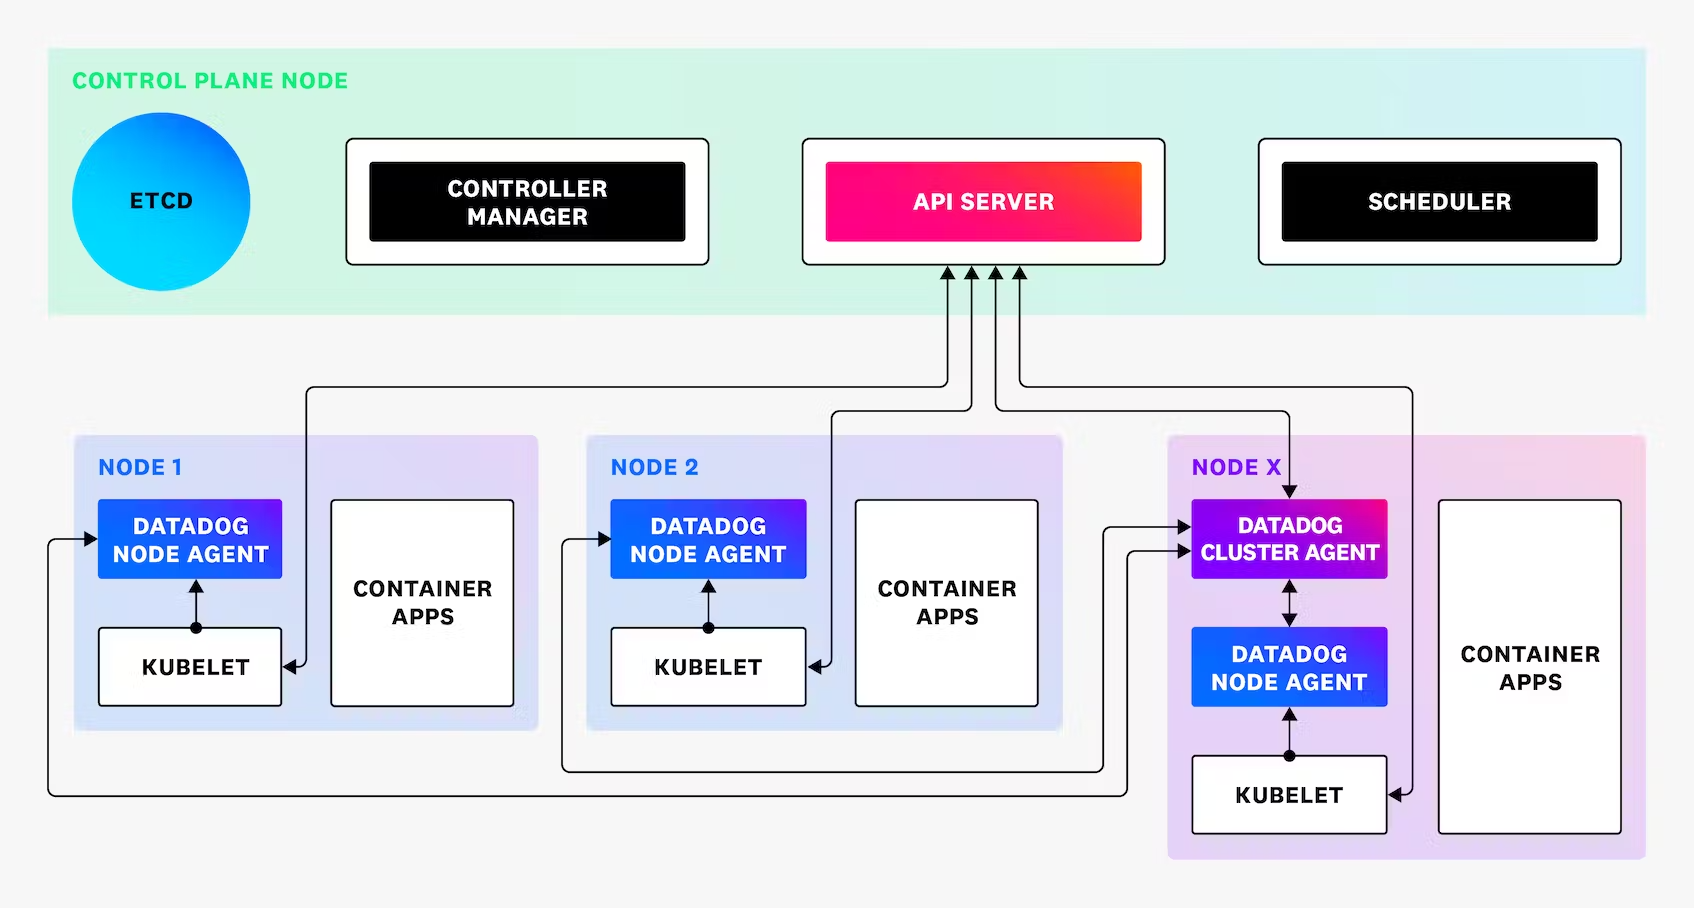 CONTROL PLANE NODE
ETCD
CONTROLLER
MANAGER
API SERVER
SCHEDULER
NODE 1
DATADOG
NODE AGENT
KUBELET
CONTAINER
APPS
NODE 2
DATADOG
NODE AGENT
KUBELET
CONTAINER
APPS
NODE X
DATADOG
CLUSTER AGENT
DATADOG
NODE AGENT
KUBELET
CONTAINER
APPS